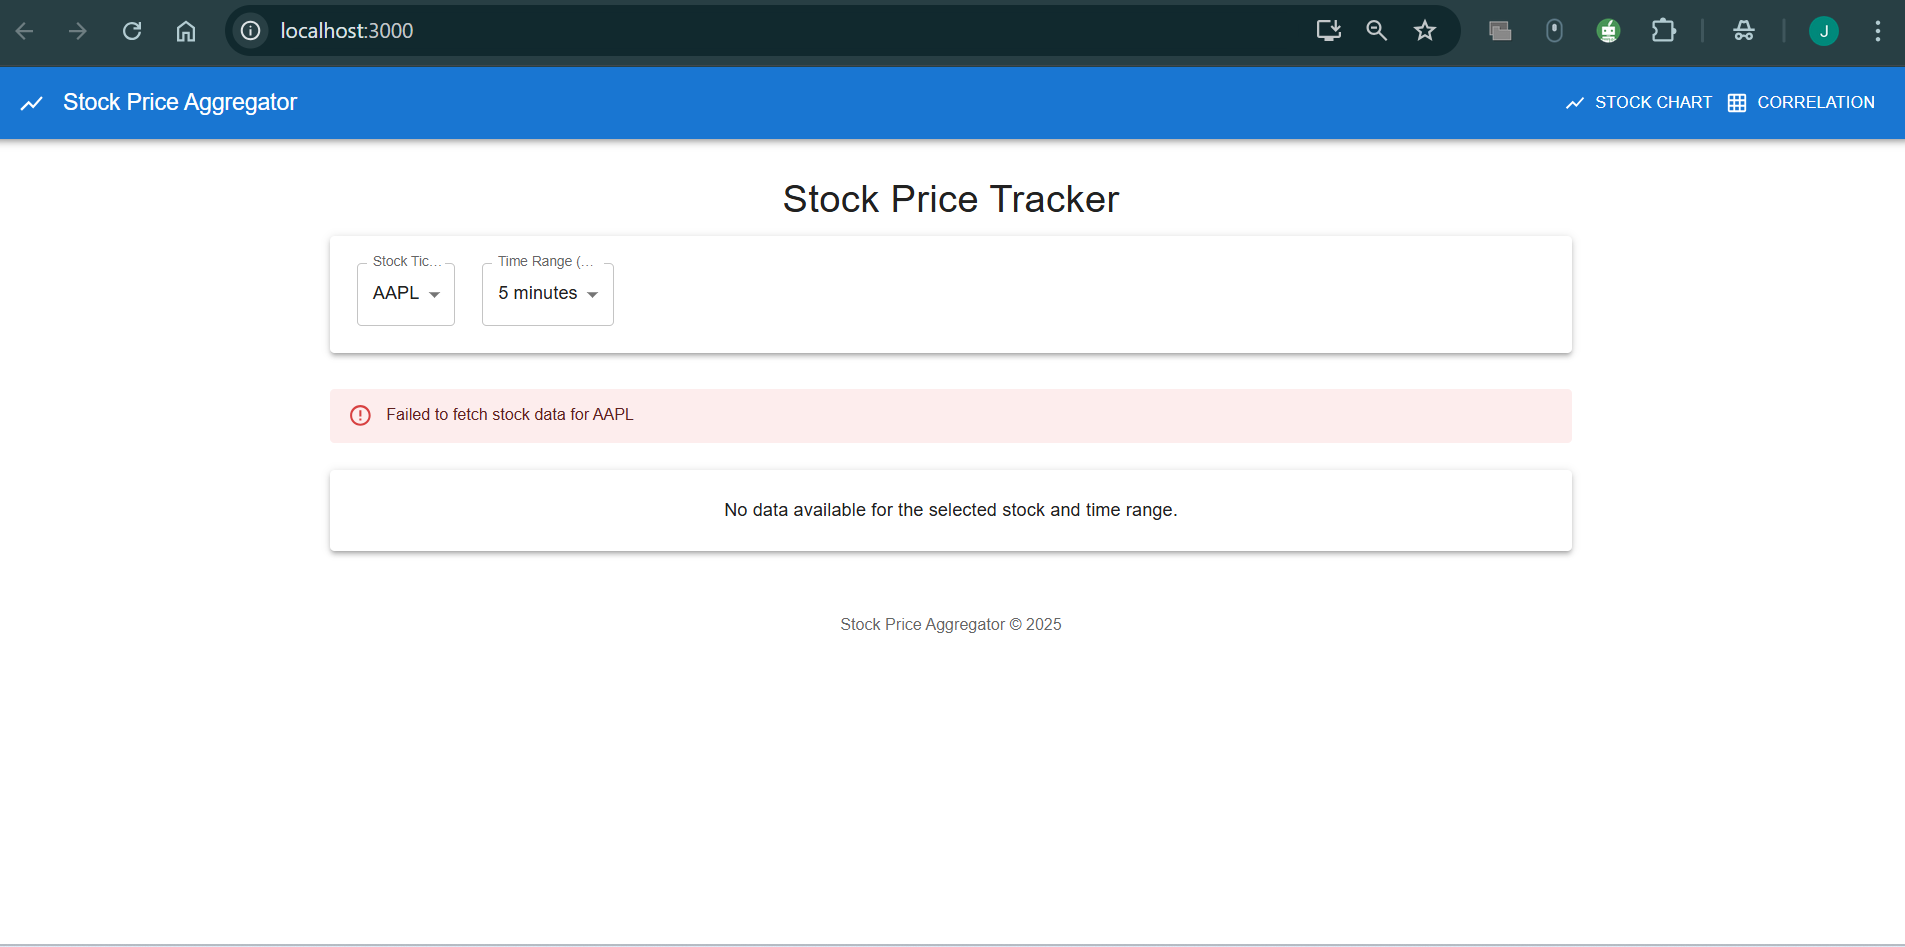 localhost:3000
J
Stock Price Aggregator
STOCK CHART
CORRELATION
Stock Price Tracker
Stock Tic...
Time Range (...
AAPL
5 minutes
Failed to fetch stock data for AAPL
No data available for the selected stock and time range.
Stock Price Aggregator © 2025